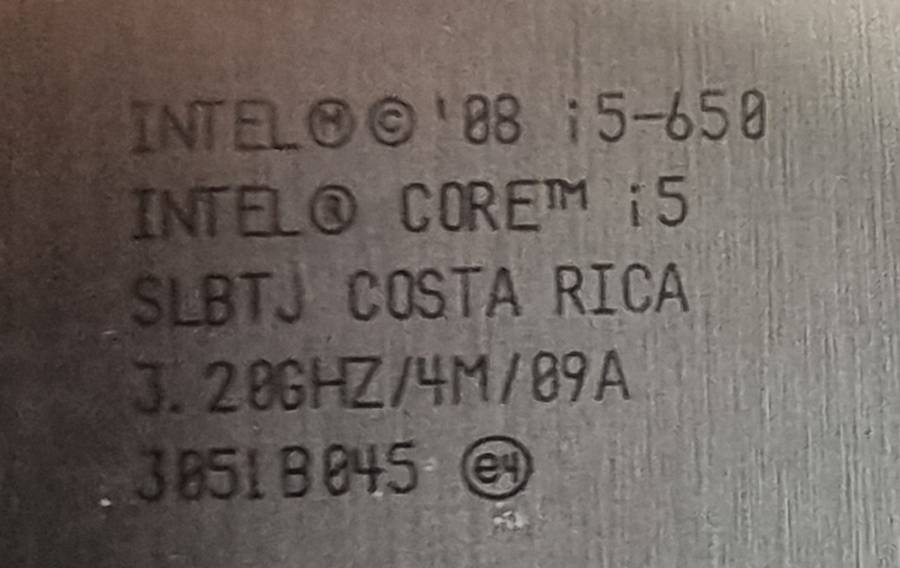 INTEL Ⓜ © '08 i5-650
INTEL® CORE™ i5
SLBTJ COSTA RICA
3.20GHZ/4M/09A
3051B045 e4